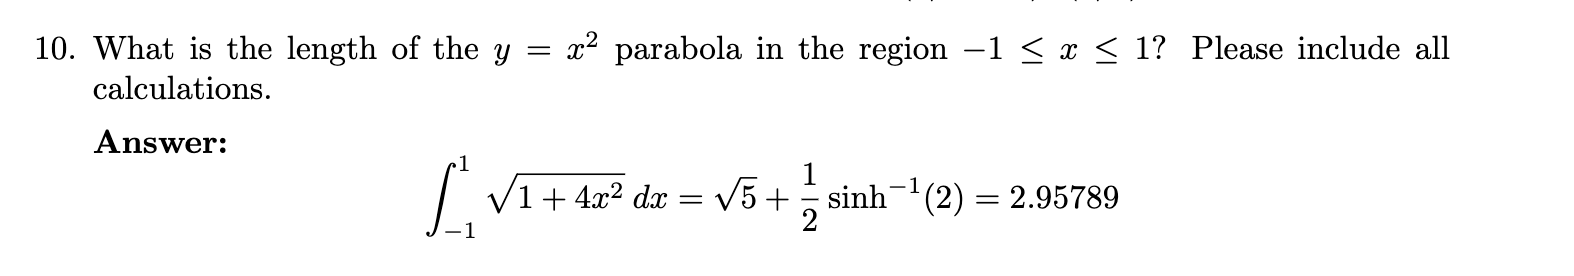 10. What is the length of the y = x² parabola in the region −1 ≤ x ≤ 1? Please include all
calculations.
Answer:
∫_{−1}^{1} √(1 + 4x²) dx = √5 + 1/2 sinh⁻¹(2) = 2.95789